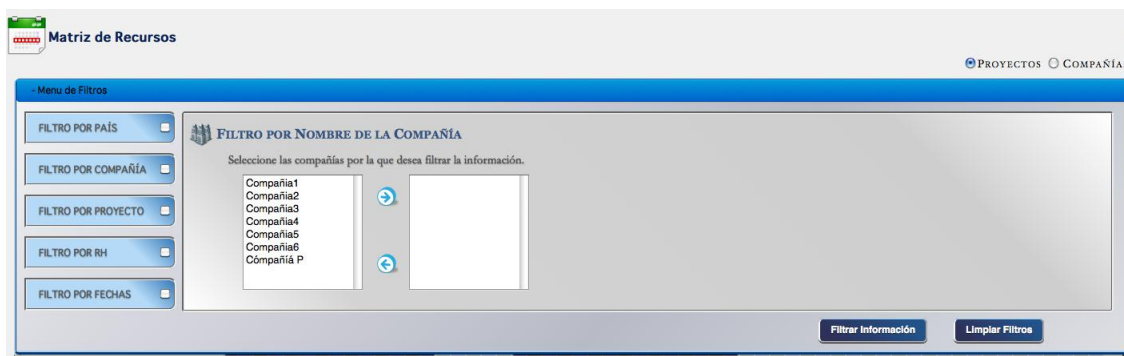 Matriz de Recursos
PROYECTOS COMPAÑÍA
- Menu de Filtros
FILTRO POR PAÍS
FILTRO POR COMPAÑÍA
FILTRO POR PROYECTO
FILTRO POR RH
FILTRO POR FECHAS
FILTRO POR NOMBRE DE LA COMPAÑÍA
Seleccione las compañías por la que desea filtrar la información.
Compañia1
Compañia2
Compañia3
Compañia4
Compañia5
Compañia6
Cómpañíá P
Filtrar Información
Limpiar Filtros